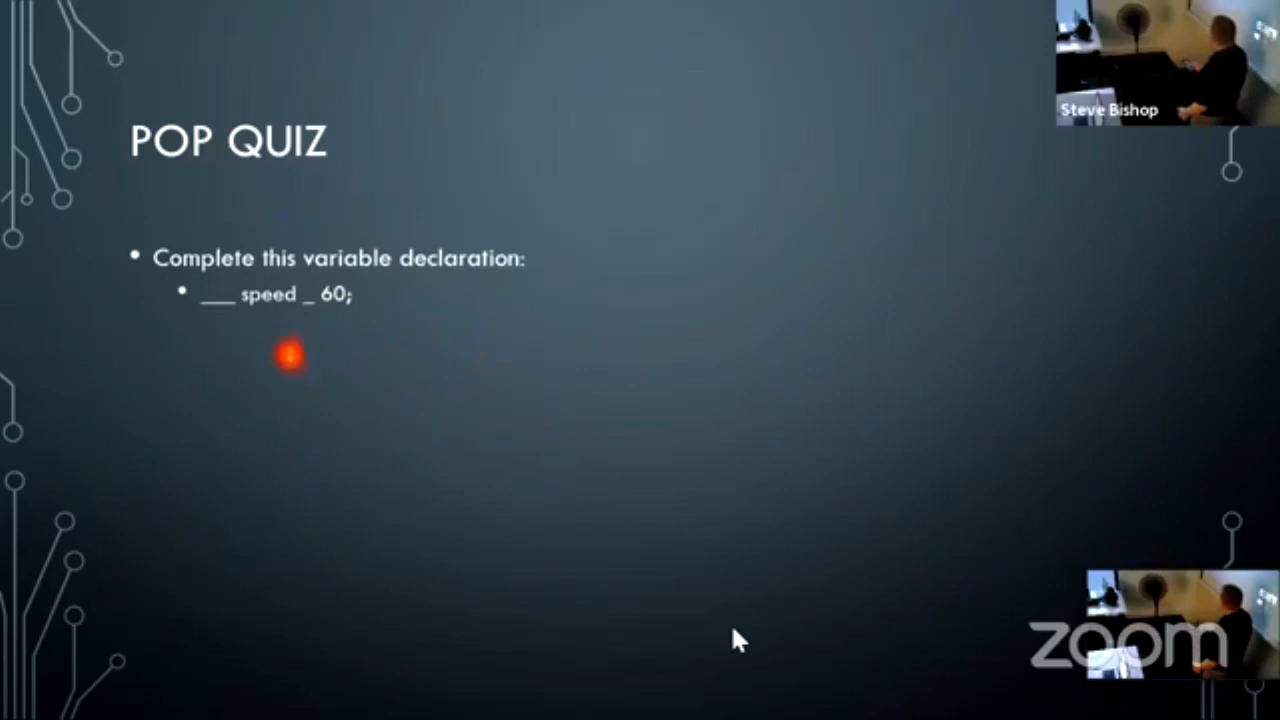 Steve Bishop
POP QUIZ
• Complete this variable declaration:
• ___ speed _ 60;
zoom